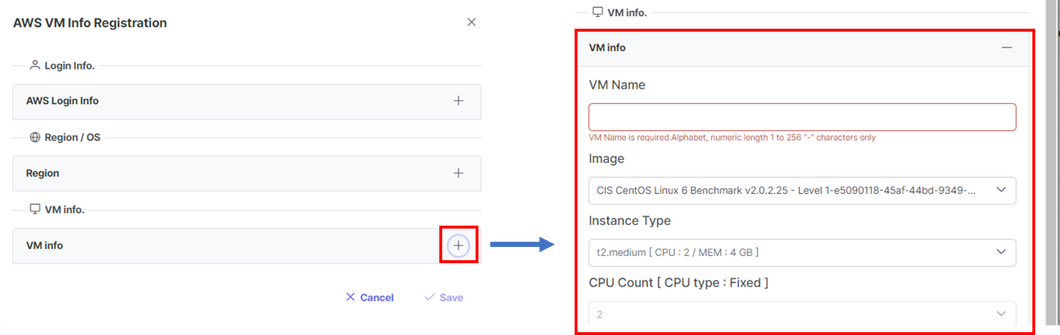 AWS VM Info Registration
Login Info.
AWS Login Info
Region / OS
Region
VM info.
VM info
Cancel
Save
VM info.
VM info
VM Name
VM Name is required.Alphabet, numeric length 1 to 256 "-" characters only
Image
CIS CentOS Linux 6 Benchmark v2.0.2.25 - Level 1-e5090118-45af-44bd-9349-...
Instance Type
t2.medium [ CPU : 2 / MEM : 4 GB ]
CPU Count [ CPU type : Fixed ]
2